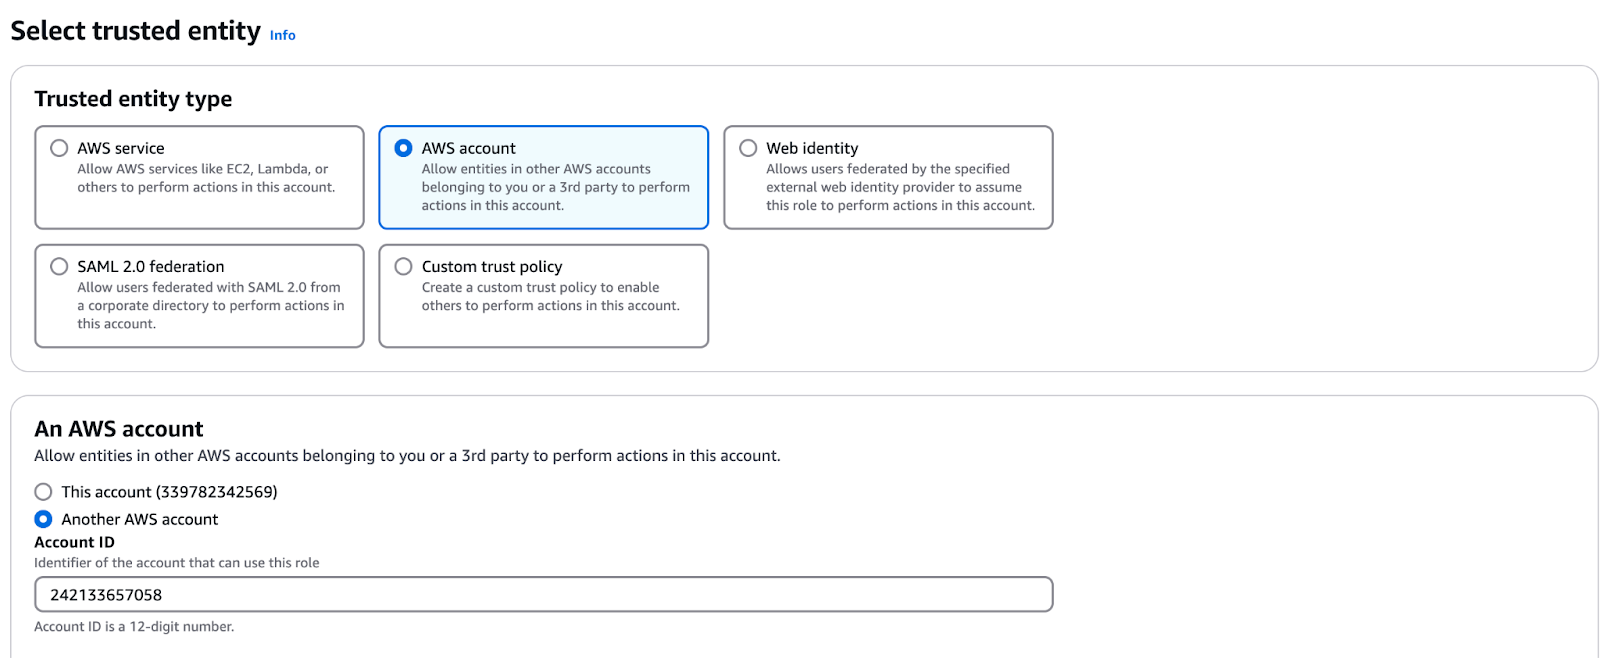 Select trusted entity Info
Trusted entity type
AWS service
Allow AWS services like EC2, Lambda, or
others to perform actions in this account.
AWS account
Allow entities in other AWS accounts
belonging to you or a 3rd party to perform
actions in this account.
Web identity
Allows users federated by the specified
external web identity provider to assume
this role to perform actions in this account.
SAML 2.0 federation
Allow users federated with SAML 2.0 from
a corporate directory to perform actions in
this account.
Custom trust policy
Create a custom trust policy to enable
others to perform actions in this account.
An AWS account
Allow entities in other AWS accounts belonging to you or a 3rd party to perform actions in this account.
This account (339782342569)
Another AWS account
Account ID
Identifier of the account that can use this role
242133657058
Account ID is a 12-digit number.